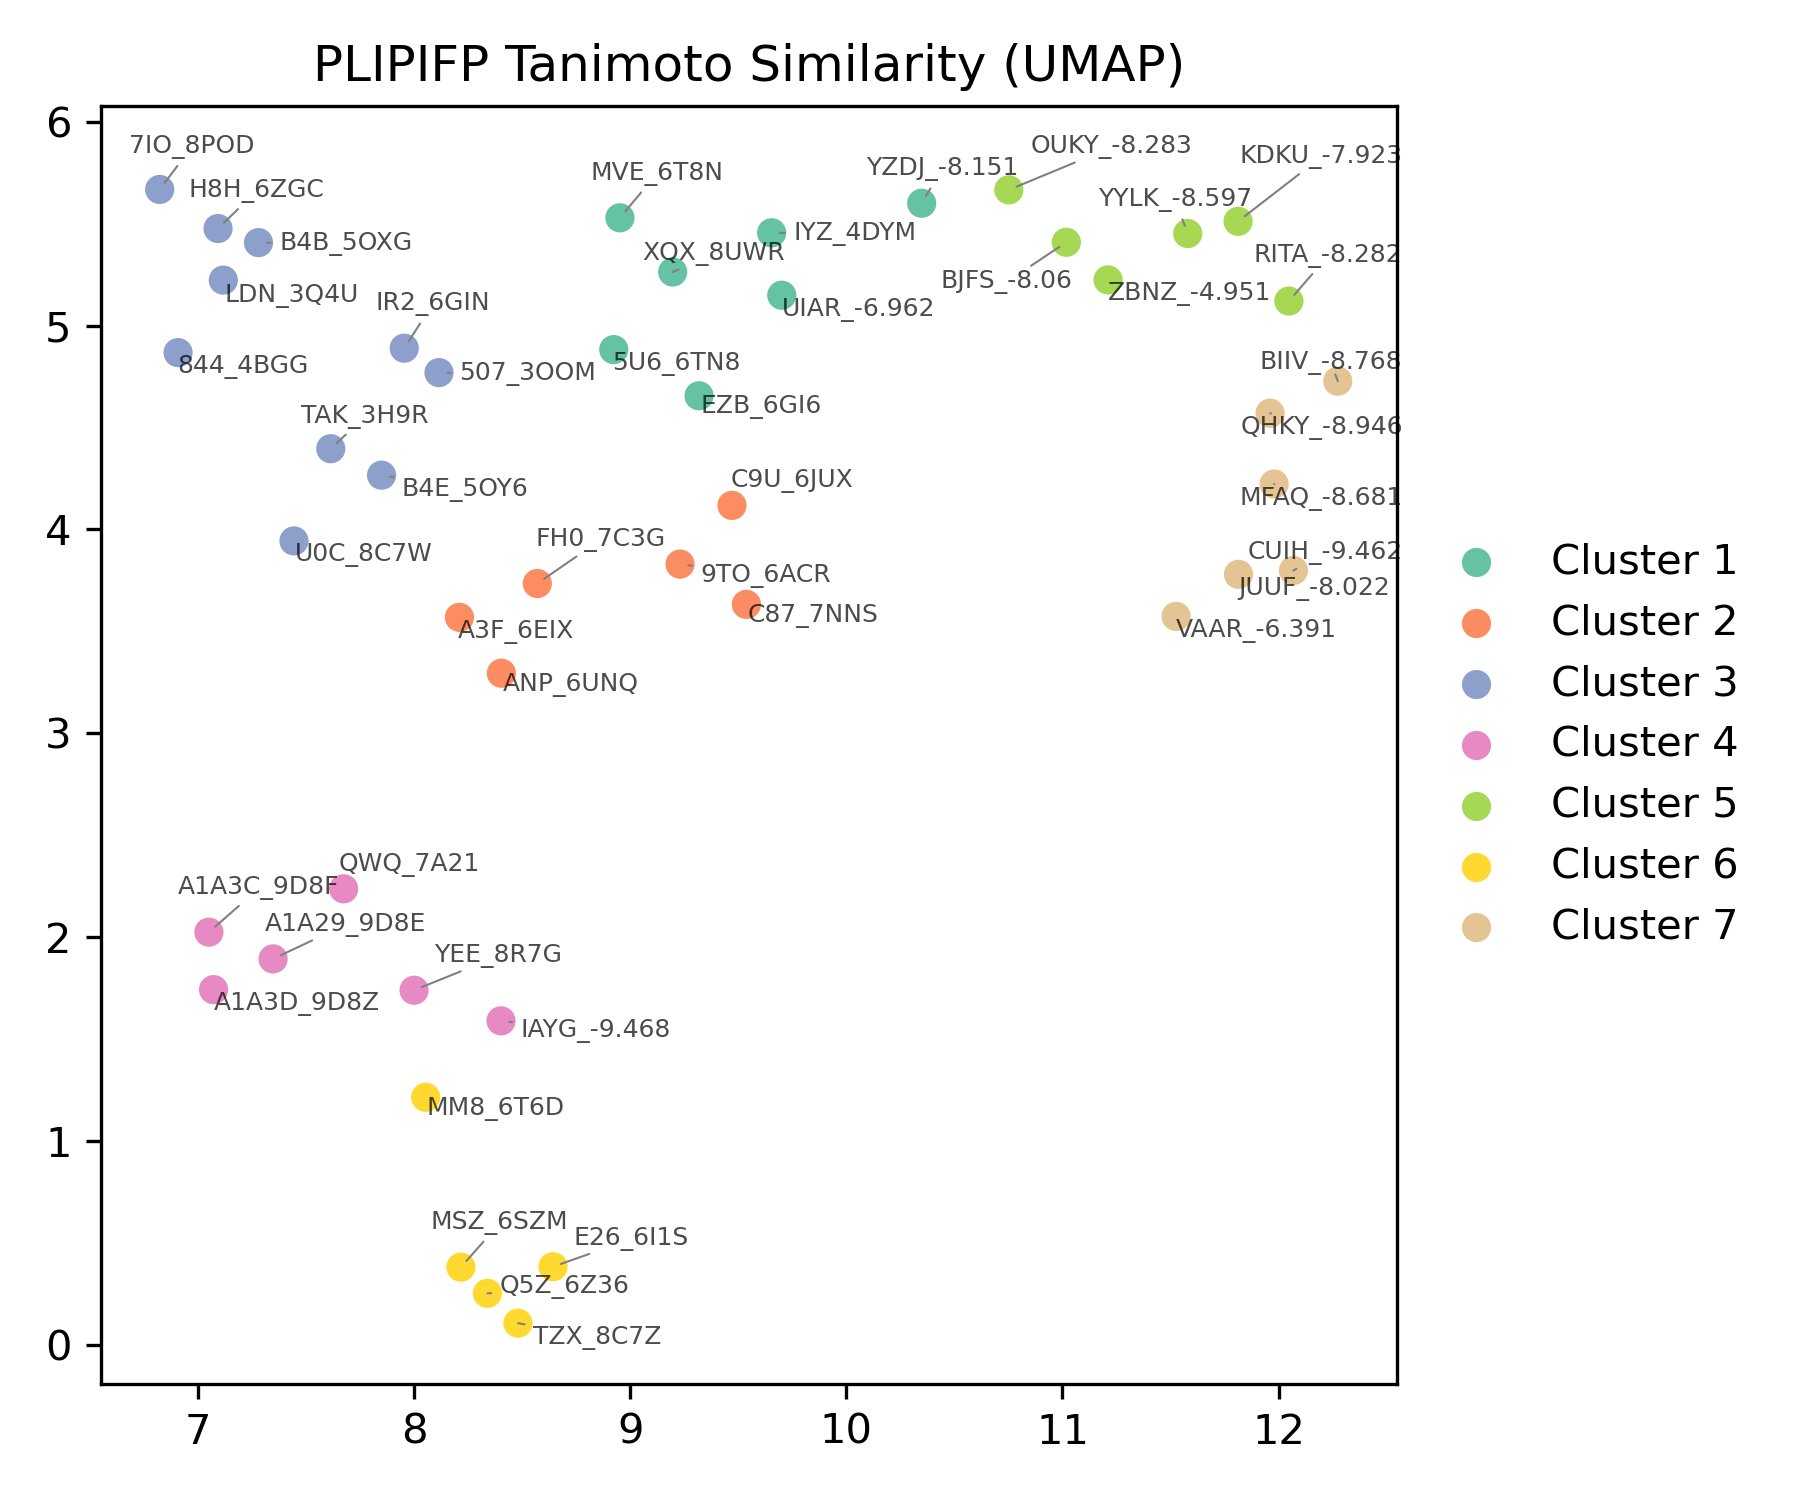 PLIPIFP Tanimoto Similarity (UMAP)
6
5
4
3
2
1
0
7IO_8POD
H8H_6ZGC
B4B_5OXG
LDN_3Q4U
IR2_6GIN
844_4BGG
507_3OOM
TAK_3H9R
B4E_5OY6
U0C_8C7W
MVE_6T8N
XQX_8UWR
IYZ_4DYM
YZDJ_-8.151
UIAR_-6.962
5U6_6TN8
EZB_6GI6
OUKY_-8.283
KDKU_-7.923
YYLK_-8.597
RITA_-8.282
BJFS_-8.06
ZBNZ_-4.951
BIIV_-8.768
QHKY_-8.946
MFAQ_-8.681
CUIH_-9.462
JUUF_-8.022
VAAR_-6.391
C9U_6JUX
FH0_7C3G
9TO_6ACR
C87_7NNS
A3F_6EIX
ANP_6UNQ
QWQ_7A21
A1A3C_9D8F
A1A29_9D8E
YEE_8R7G
A1A3D_9D8Z
IAYG_-9.468
MM8_6T6D
MSZ_6SZM
E26_6I1S
Q5Z_6Z36
TZX_8C7Z
7
8
9
10
11
12
Cluster 1
Cluster 2
Cluster 3
Cluster 4
Cluster 5
Cluster 6
Cluster 7